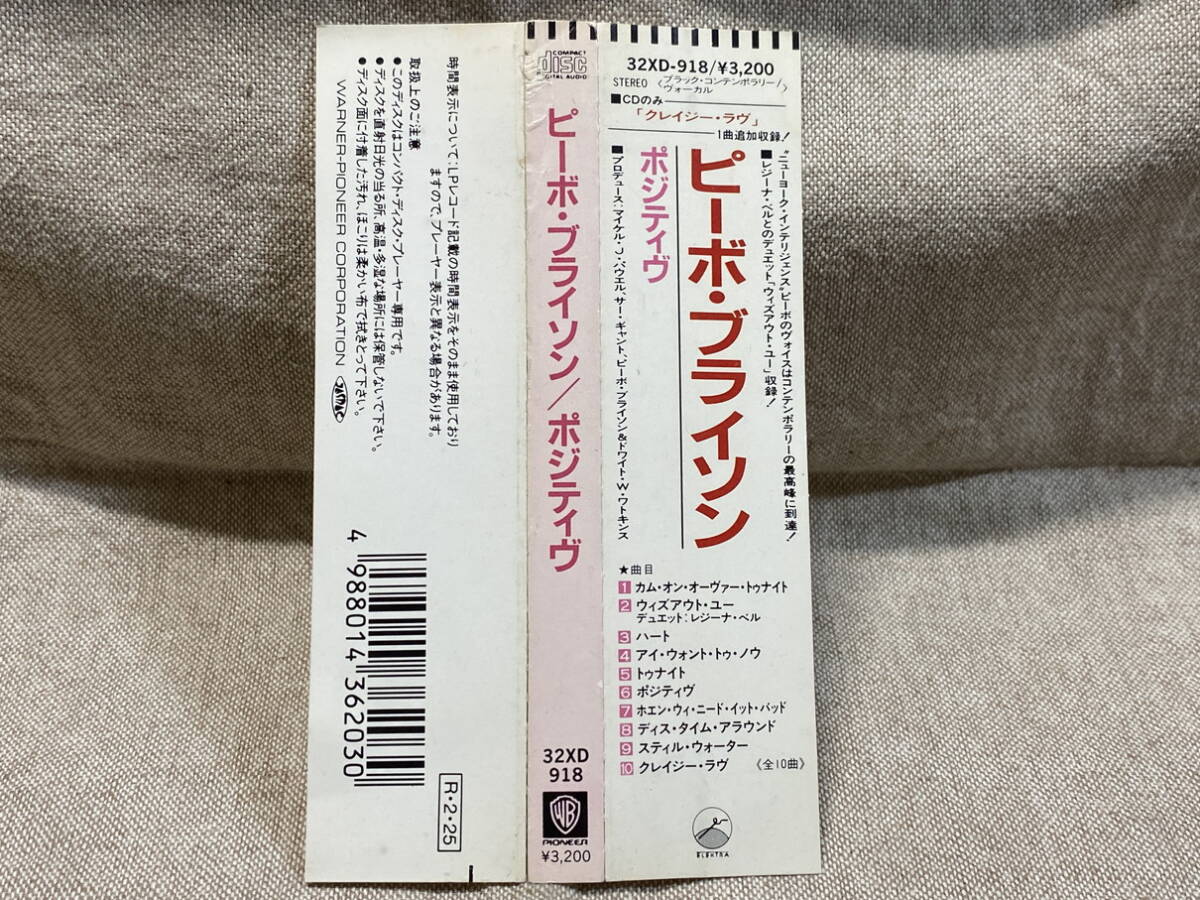 32XD-918/¥3,200
STEREO〈ブラック・コンテンポラリー/ヴォーカル〉
■CDのみ
「クレイジー・ラヴ」
1曲追加収録!
"ニューヨーク・インテリジェンス"ピーボのヴォイスはコンテンポラリーの最高峰に到達!
■レジーナ・ベルとのデュエット「ウィズアウト・ユー」収録!
ピーボ・ブライソン
ポジティヴ
■プロデュース:マイケル・J・パウエル、サー・ギャント、ピーボ・ブライソン&ドワイト・W・ワトキンス
★曲目
1 カム・オン・オーヴァー・トゥナイト
2 ウィズアウト・ユー
デュエット:レジーナ・ベル
3 ハート
4 アイ・ウォント・トゥ・ノウ
5 トゥナイト
6 ポジティヴ
7 ホエン・ウィ・ニード・イット・バッド
8 ディス・タイム・アラウンド
9 スティル・ウォーター
10 クレイジー・ラヴ 《全10曲》
ELEKTRA
COMPACT
disc
DIGITAL AUDIO
ピーボ・ブライソン/ポジティヴ
32XD
918
WB
PIONEER
¥3,200
時間表示について:LPレコード記載の時間表示をそのまま使用しており
ますので、プレーヤー表示と異なる場合があります。
取扱上のご注意
●このディスクはコンパクト・ディスク・プレーヤー専用です。
●ディスクを直射日光の当る所、高温・多湿な場所には保管しないで下さい。
●ディスク面に付着した汚れ、ほこりは柔かい布で拭きとって下さい。
WARNER-PIONEER CORPORATION
JASRAC
4 988014 362030
R・2・25